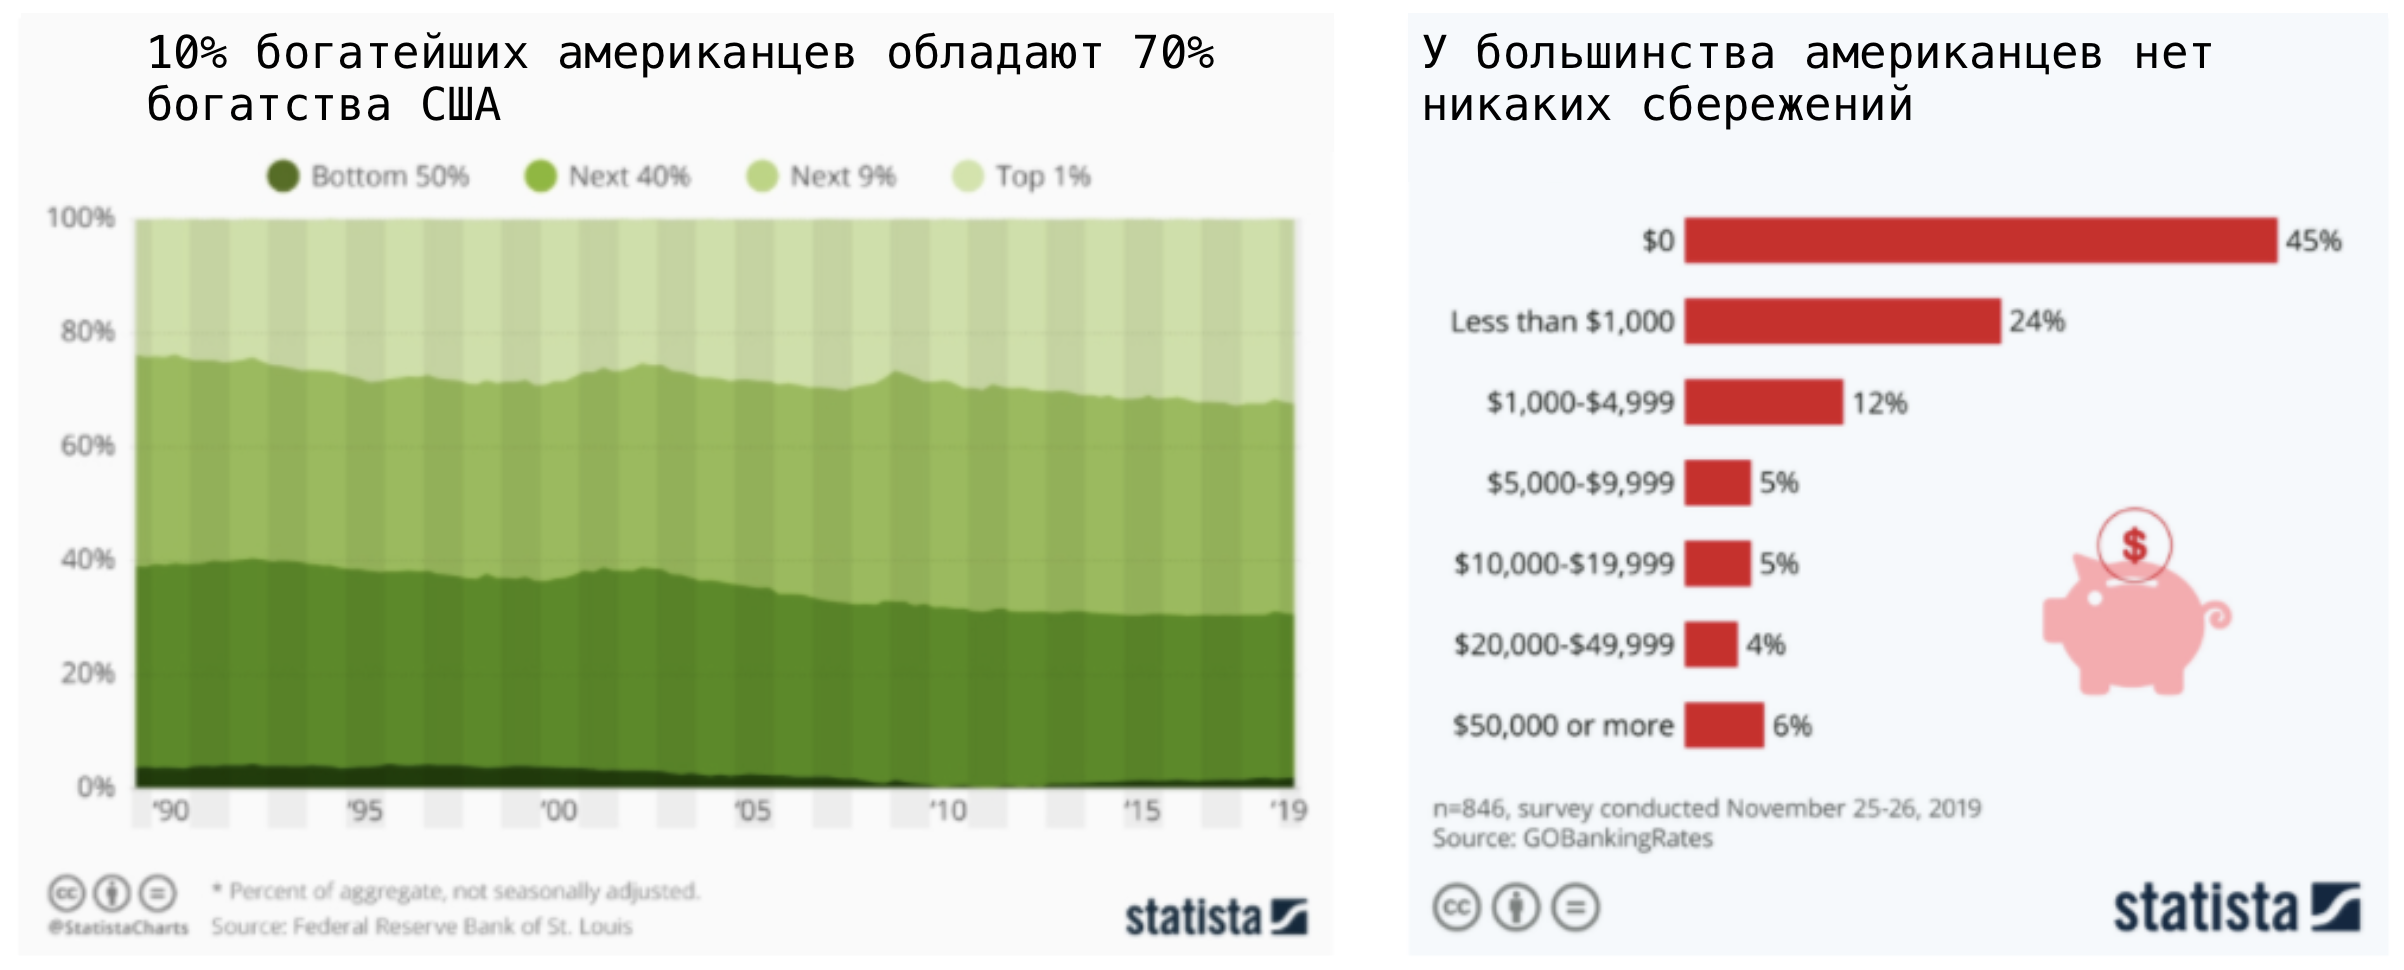 10% богатейших американцев обладают 70%
богатства США
Bottom 50% Next 40% Next 9% Top 1%
100%
80%
60%
40%
20%
0%
'90 '95 '00 '05 '10 '15 '19
* Percent of aggregate, not seasonally adjusted.
@StatistaCharts Source: Federal Reserve Bank of St. Louis
cc
=
statista
У большинства американцев нет
никаких сбережений
$0 45%
Less than $1,000 24%
$1,000-$4,999 12%
$5,000-$9,999 5%
$10,000-$19,999 5%
$20,000-$49,999 4%
$50,000 or more 6%
$
n=846, survey conducted November 25-26, 2019
Source: GOBankingRates
cc
=
statista